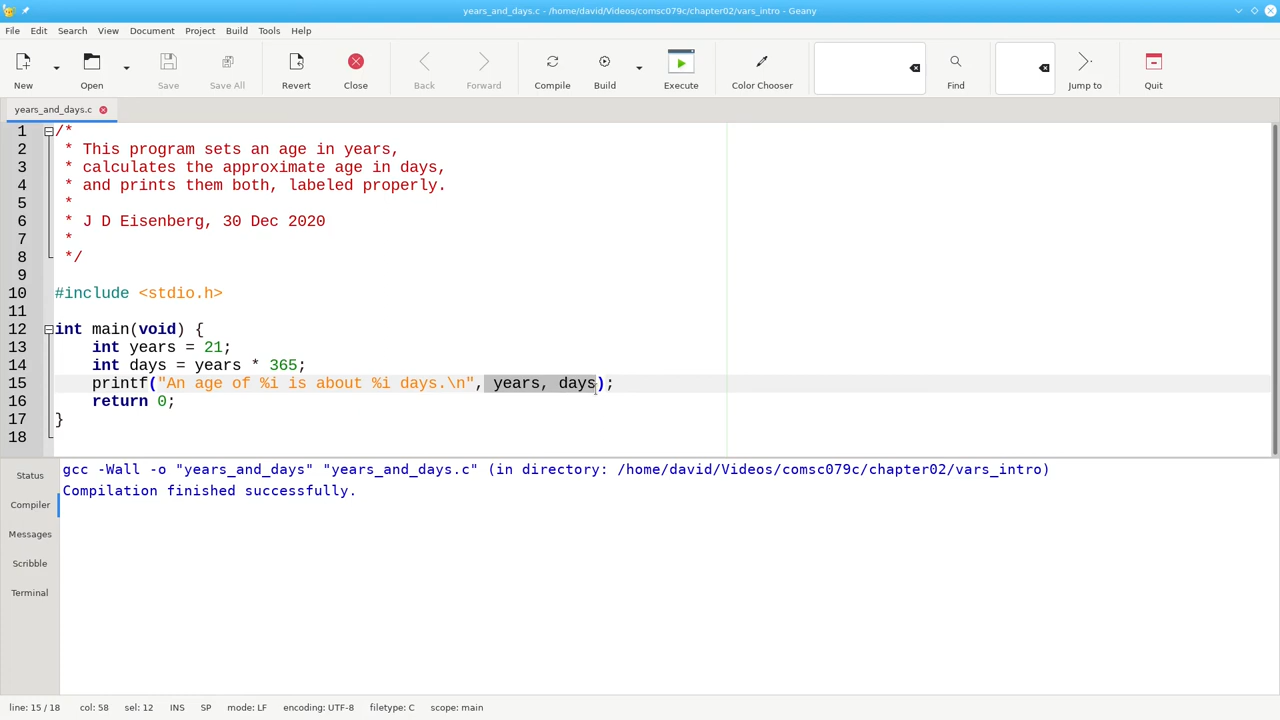 years_and_days.c - /home/david/Videos/comsc079c/chapter02/vars_intro - Geany
File Edit Search View Document Project Build Tools Help
New Open Save Save All Revert Close Back Forward Compile Build Execute Color Chooser Find Jump to Quit
years_and_days.c
1 /*
2 * This program sets an age in years,
3 * calculates the approximate age in days,
4 * and prints them both, labeled properly.
5 *
6 * J D Eisenberg, 30 Dec 2020
7 *
8 */
9
10 #include <stdio.h>
11
12 int main(void) {
13 int years = 21;
14 int days = years * 365;
15 printf("An age of %i is about %i days.\n", years, days);
16 return 0;
17 }
18
Status
Compiler
Messages
Scribble
Terminal
gcc -Wall -o "years_and_days" "years_and_days.c" (in directory: /home/david/Videos/comsc079c/chapter02/vars_intro)
Compilation finished successfully.
line: 15 / 18 col: 58 sel: 12 INS SP mode: LF encoding: UTF-8 filetype: C scope: main